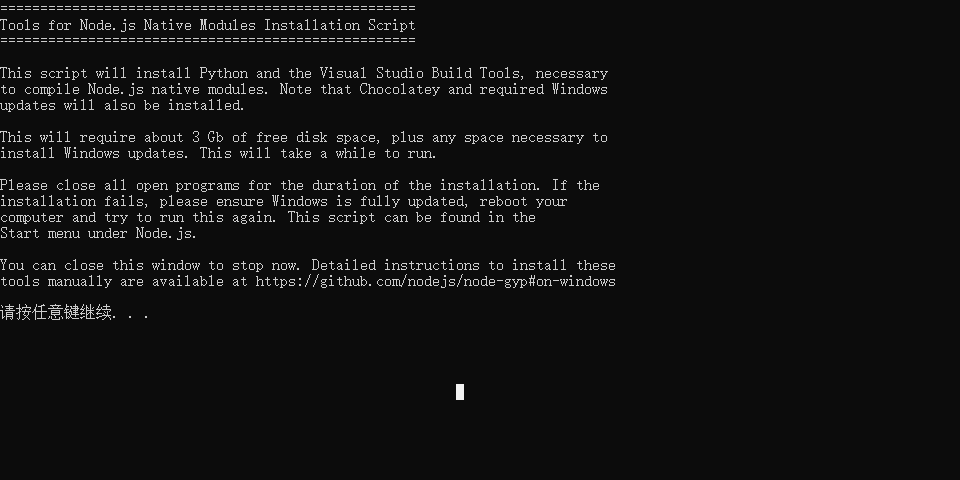 ====================================================
Tools for Node.js Native Modules Installation Script
====================================================
This script will install Python and the Visual Studio Build Tools, necessary
to compile Node.js native modules. Note that Chocolatey and required Windows
updates will also be installed.
This will require about 3 Gb of free disk space, plus any space necessary to
install Windows updates. This will take a while to run.
Please close all open programs for the duration of the installation. If the
installation fails, please ensure Windows is fully updated, reboot your
computer and try to run this again. This script can be found in the
Start menu under Node.js.
You can close this window to stop now. Detailed instructions to install these
tools manually are available at https://github.com/nodejs/node-gyp#on-windows
请按任意键继续. . .